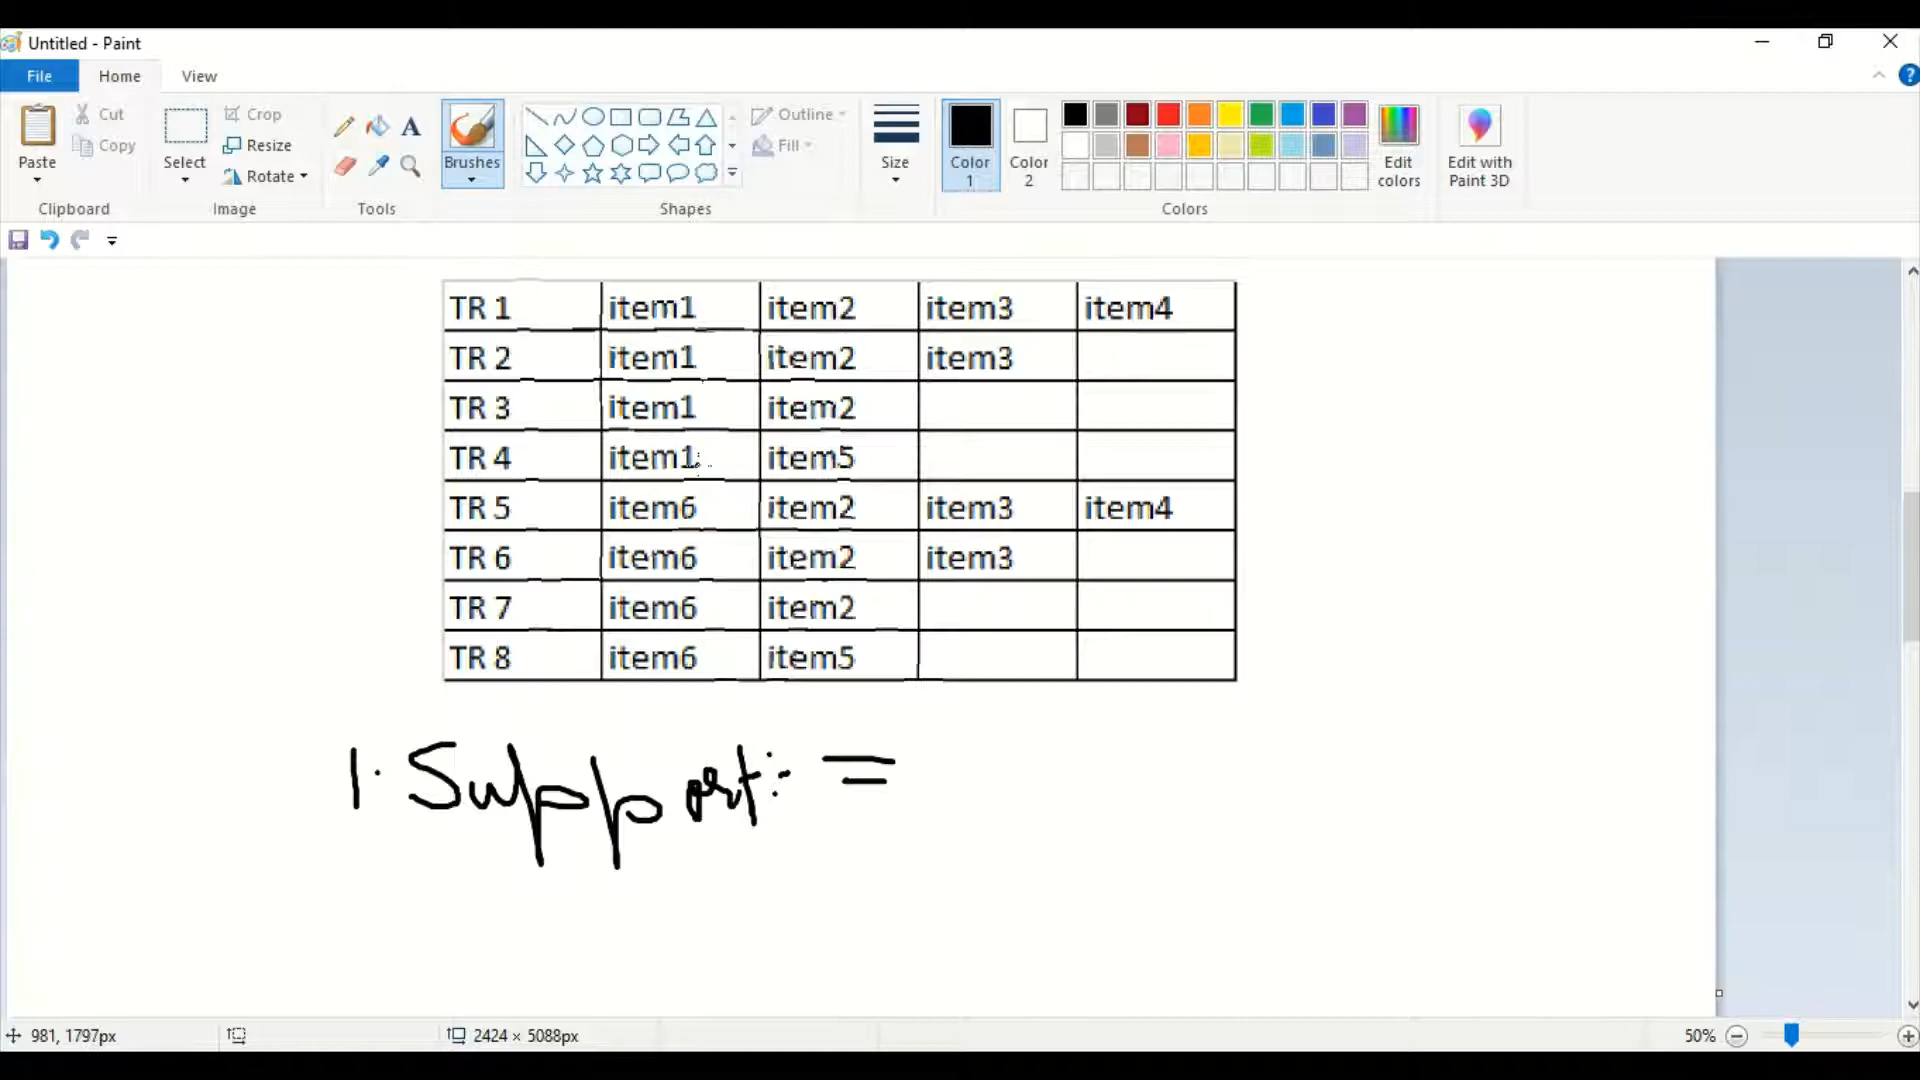 Untitled - Paint
File Home View
Paste Cut Copy Select Crop Resize Rotate Brushes Outline Fill Size Color 1 Color 2 Edit colors Edit with Paint 3D
Clipboard Image Tools Shapes Colors
TR 1 item1 item2 item3 item4
TR 2 item1 item2 item3
TR 3 item1 item2
TR 4 item1 item5
TR 5 item6 item2 item3 item4
TR 6 item6 item2 item3
TR 7 item6 item2
TR 8 item6 item5
1. Support: =
981, 1797px 2424 × 5088px 50%